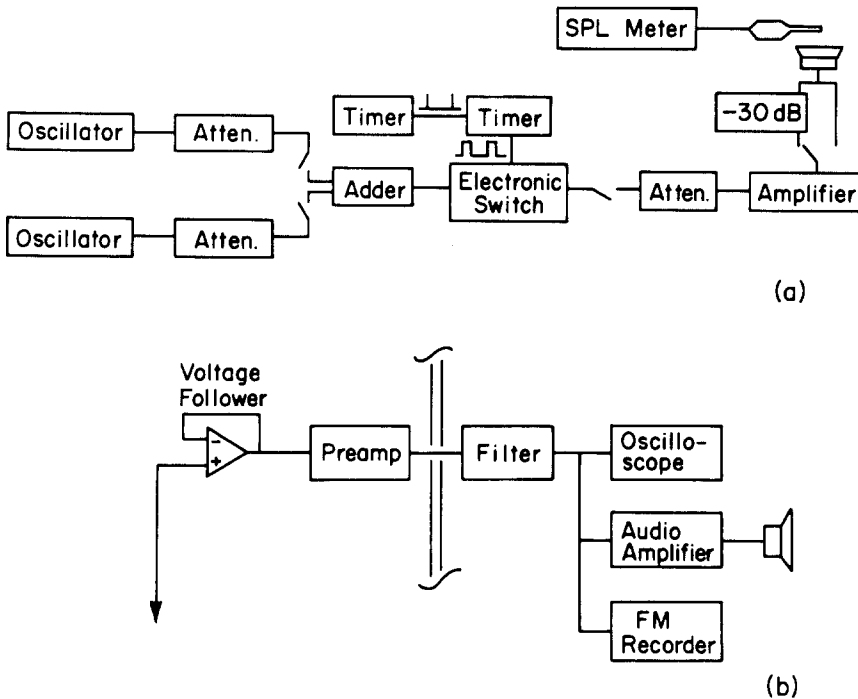 SPL Meter
-30 dB
Timer
Timer
Oscillator
Atten.
Adder
Electronic
Switch
Atten.
Amplifier
Oscillator
Atten.
(a)
Voltage
Follower
-
+
Preamp
Filter
Oscillo-
scope
Audio
Amplifier
FM
Recorder
(b)